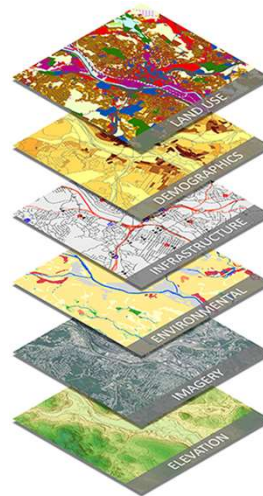 LAND USE
DEMOGRAPHICS
INFRASTRUCTURE
ENVIRONMENTAL
IMAGERY
ELEVATION